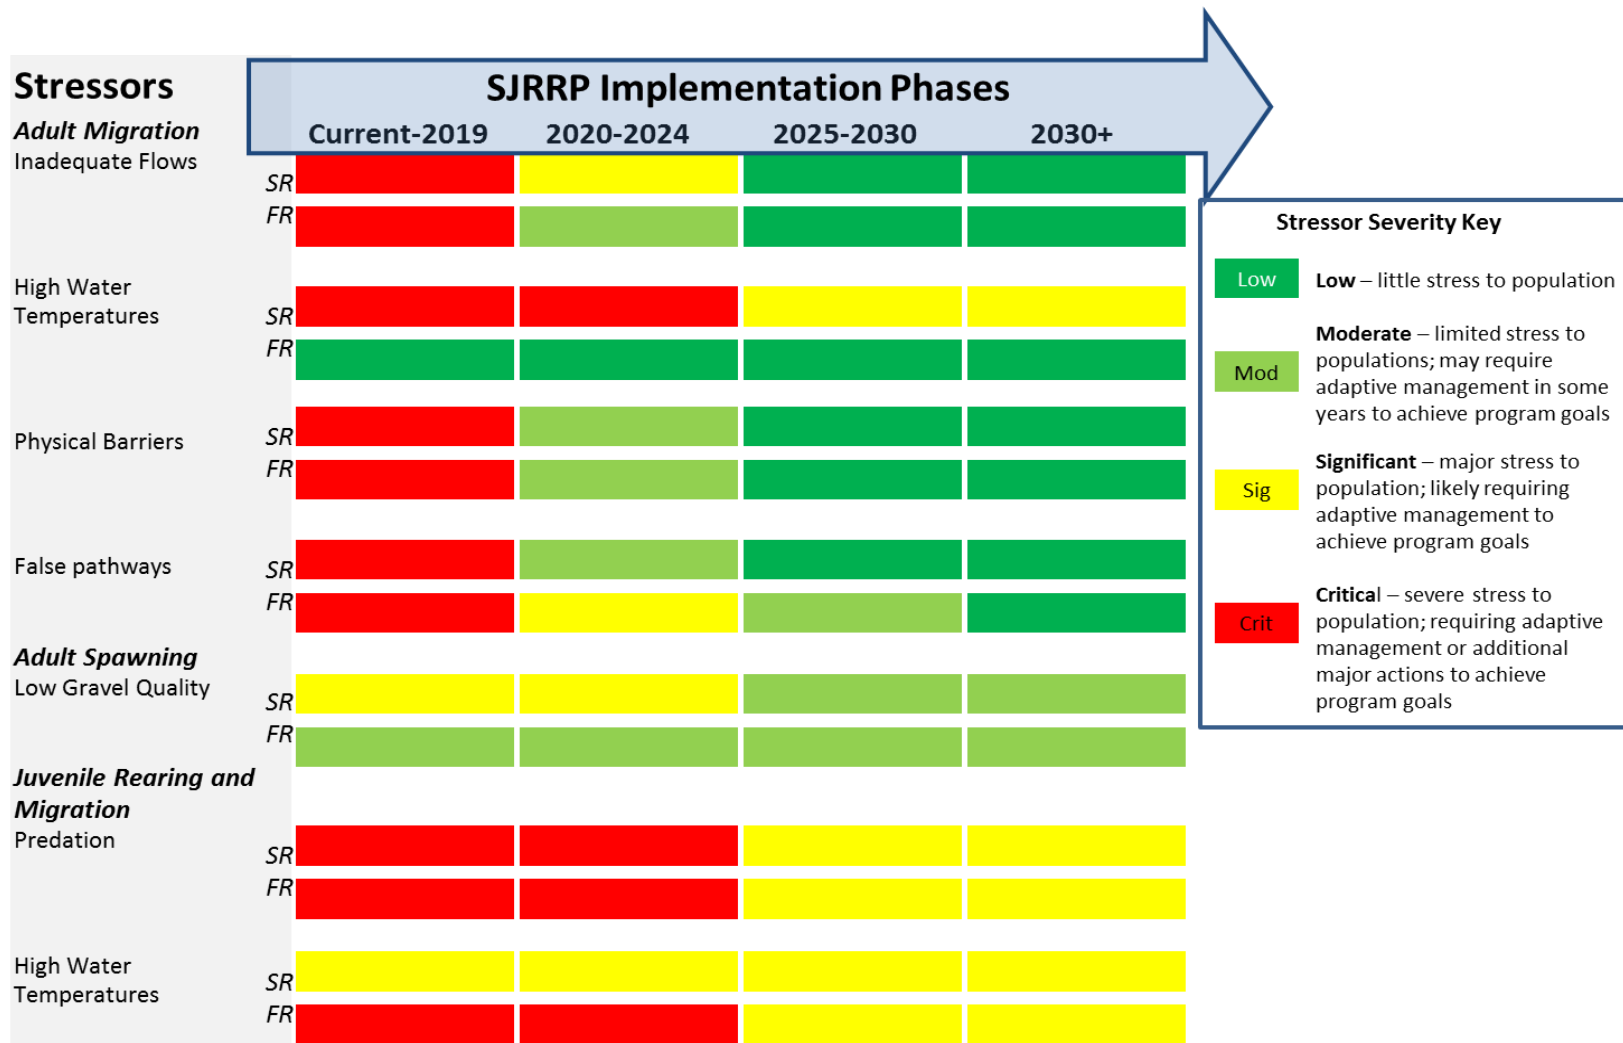 Stressors
SJRRP Implementation Phases
Current-2019 2020-2024 2025-2030 2030+
Adult Migration
Inadequate Flows
SR
FR
High Water
Temperatures
SR
FR
Physical Barriers
SR
FR
False pathways
SR
FR
Adult Spawning
Low Gravel Quality
SR
FR
Juvenile Rearing and
Migration
Predation
SR
FR
High Water
Temperatures
SR
FR
Stressor Severity Key
Low
Low – little stress to population
Mod
Moderate – limited stress to
populations; may require
adaptive management in some
years to achieve program goals
Sig
Significant – major stress to
population; likely requiring
adaptive management to
achieve program goals
Crit
Critical – severe stress to
population; requiring adaptive
management or additional
major actions to achieve
program goals